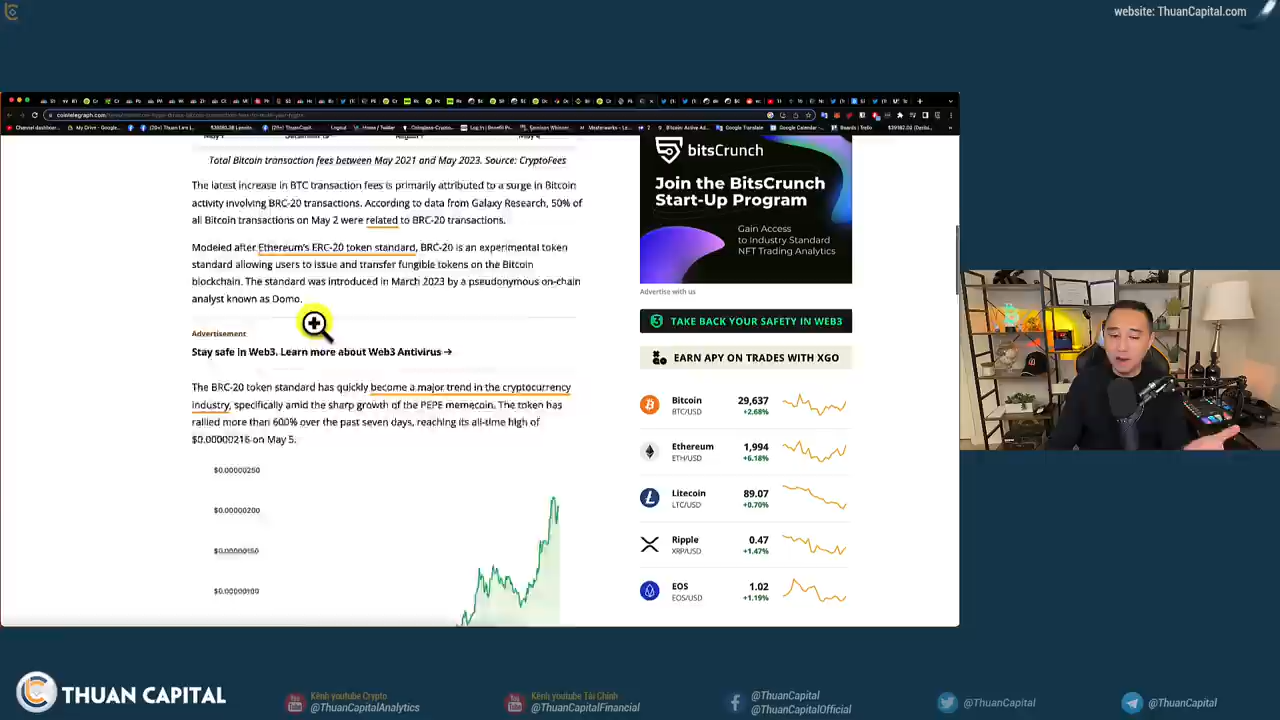 website: ThuanCapital.com
Total Bitcoin transaction fees between May 2021 and May 2023. Source: CryptoFees
The latest increase in BTC transaction fees is primarily attributed to a surge in Bitcoin
activity involving BRC-20 transactions. According to data from Galaxy Research, 50% of
all Bitcoin transactions on May 2 were related to BRC-20 transactions.
Modeled after Ethereum's ERC-20 token standard, BRC-20 is an experimental token
standard allowing users to issue and transfer fungible tokens on the Bitcoin
blockchain. The standard was introduced in March 2023 by a pseudonymous on-chain
analyst known as Domo.
Advertisement
Stay safe in Web3. Learn more about Web3 Antivirus →
The BRC-20 token standard has quickly become a major trend in the cryptocurrency
industry, specifically amid the sharp growth of the PEPE memecoin. The token has
rallied more than 600% over the past seven days, reaching its all-time high of
$0.00000216 on May 5.
$0.00000250
$0.00000200
$0.00000150
$0.00000100
bitsCrunch
Join the BitsCrunch
Start-Up Program
Gain Access
to Industry Standard
NFT Trading Analytics
Advertise with us
TAKE BACK YOUR SAFETY IN WEB3
EARN APY ON TRADES WITH XGO
Bitcoin 29,637
BTC/USD +2.68%
Ethereum 1,994
ETH/USD +6.18%
Litecoin 89.07
LTC/USD +0.70%
Ripple 0.47
XRP/USD +1.47%
EOS 1.02
EOS/USD +1.19%
THUAN CAPITAL
Kênh youtube Crypto
@ThuanCapitalAnalytics
Kênh youtube Tài Chính
@ThuanCapitalFinancial
@ThuanCapital
@ThuanCapitalOfficial
@ThuanCapital
@ThuanCapital